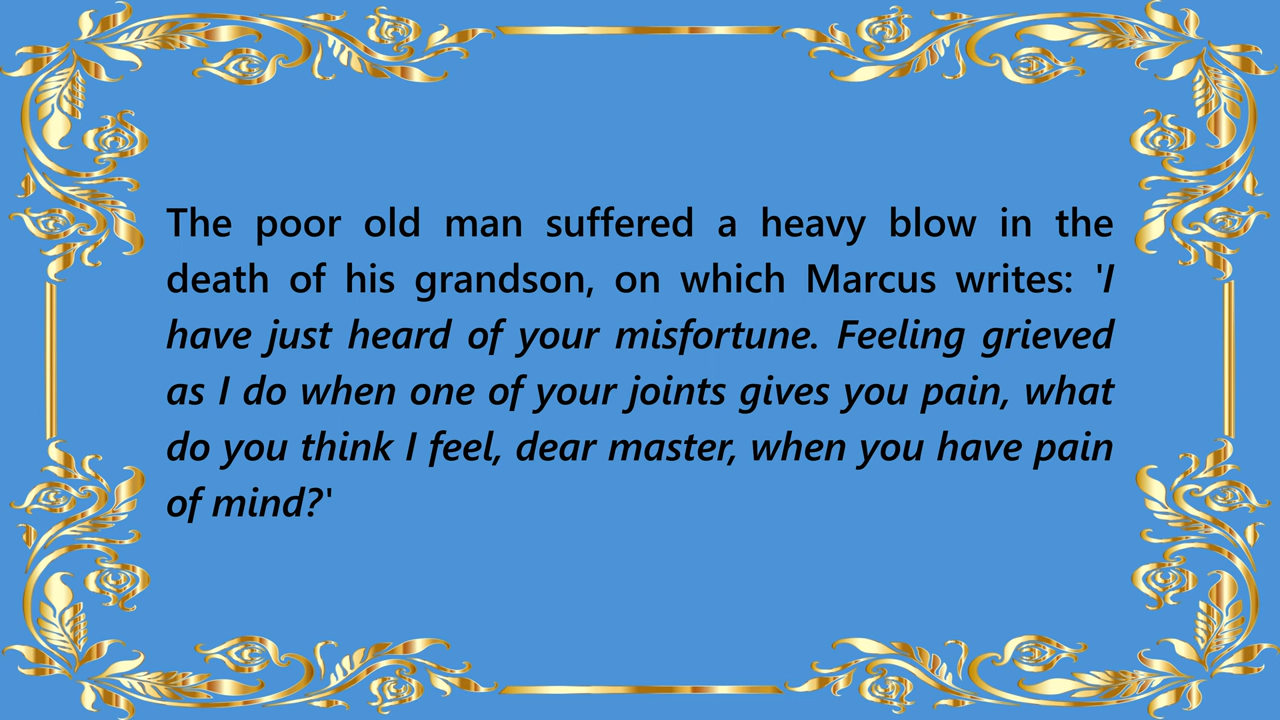 The poor old man suffered a heavy blow in the
death of his grandson, on which Marcus writes: 'I
have just heard of your misfortune. Feeling grieved
as I do when one of your joints gives you pain, what
do you think I feel, dear master, when you have pain
of mind?'